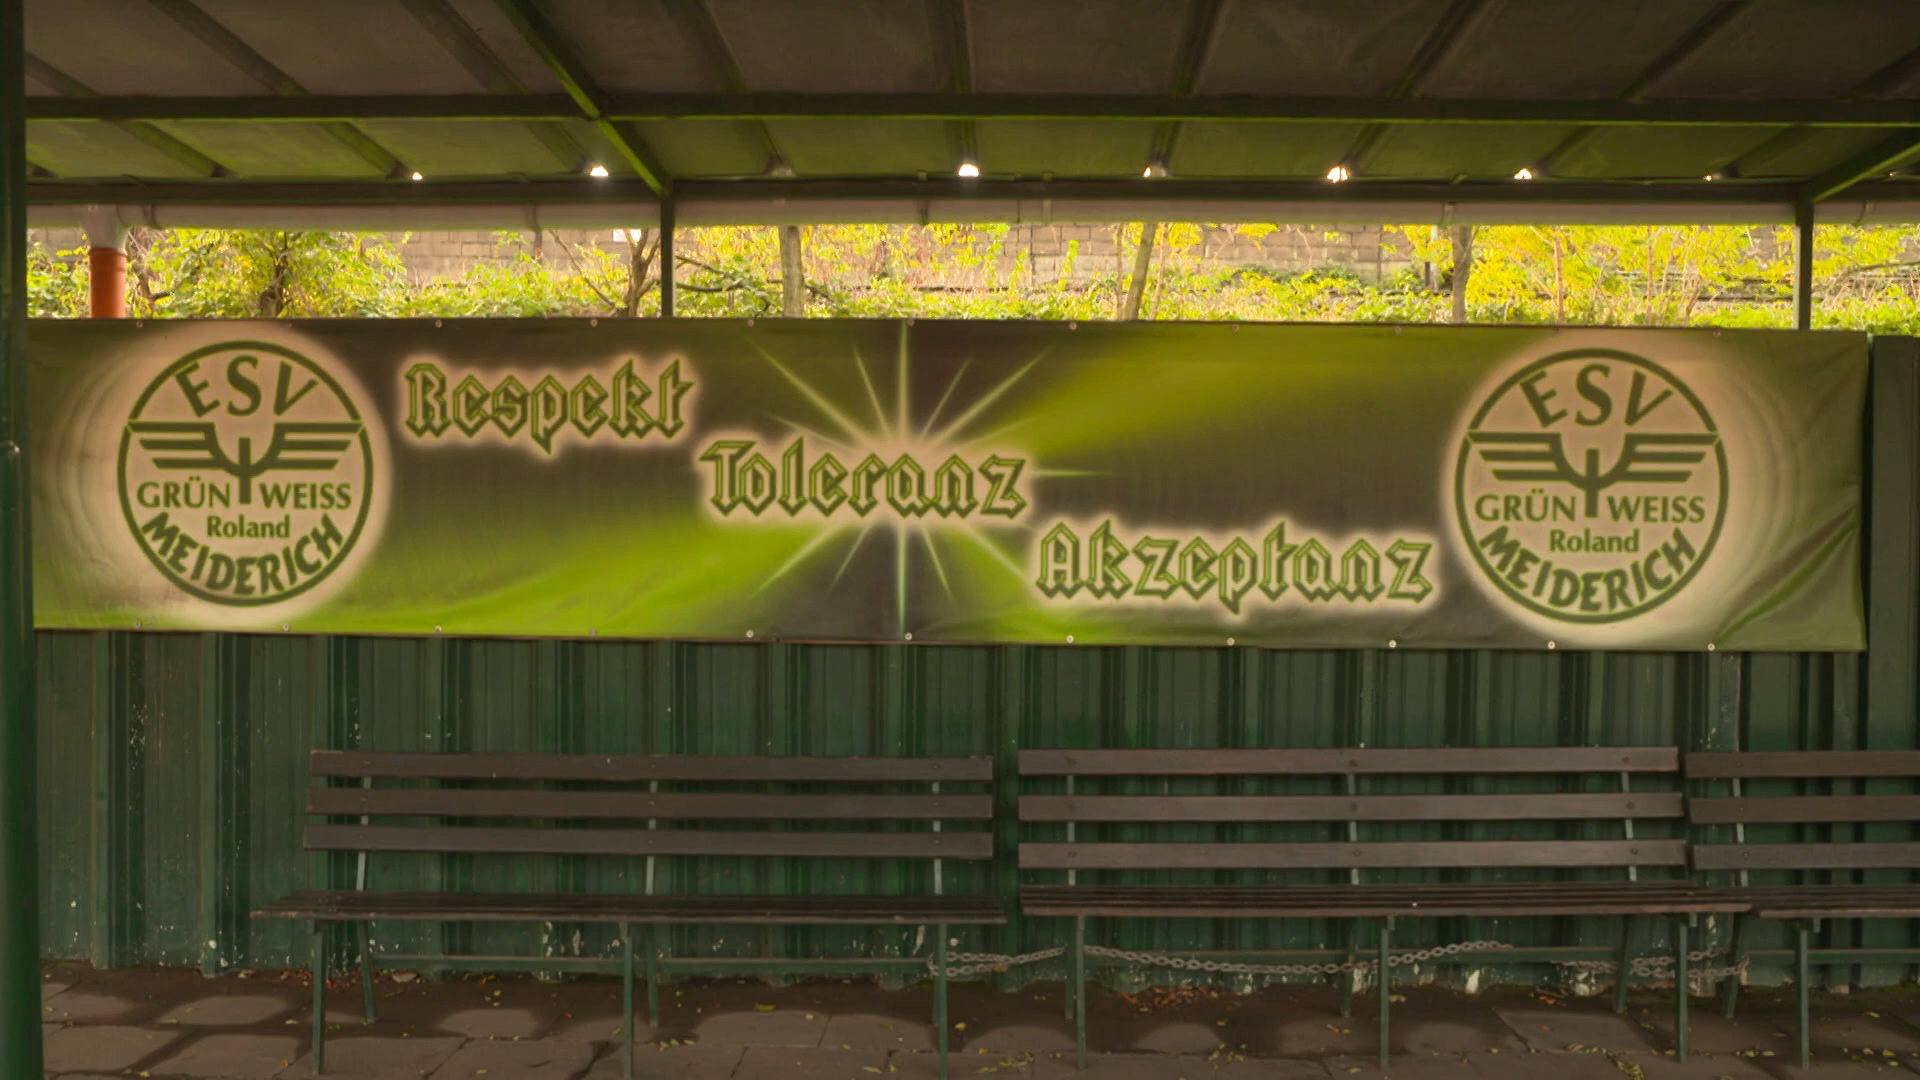 ESV
GRÜN WEISS
Roland
MEIDERICH
Respekt
Toleranz
Akzeptanz
ESV
GRÜN WEISS
Roland
MEIDERICH